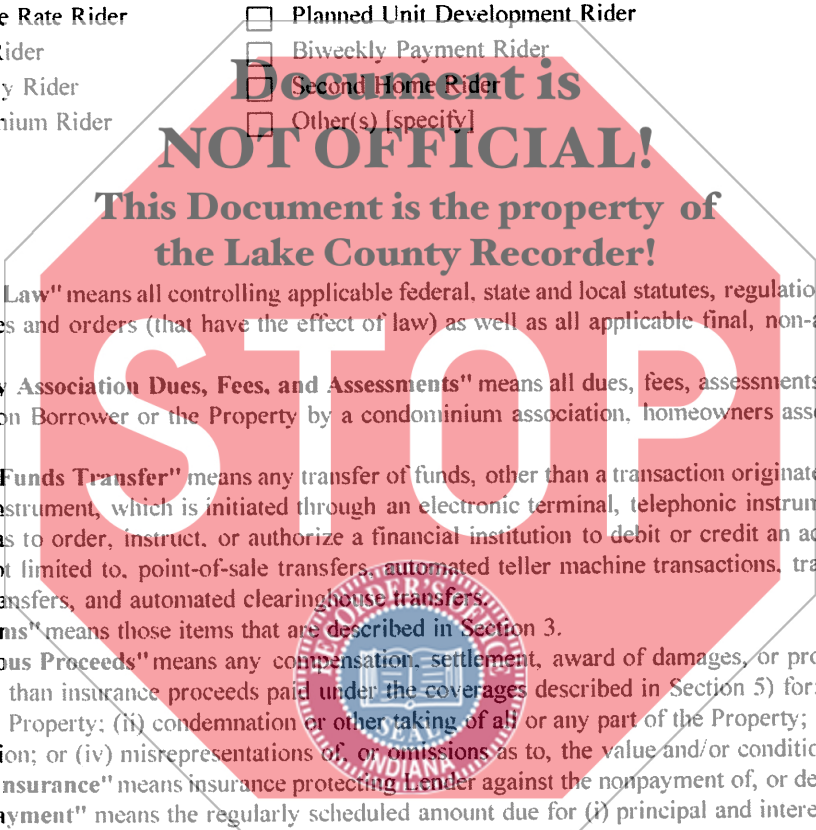 e Rate Rider Planned Unit Development Rider
Rider Biweekly Payment Rider
y Rider Second Home Rider
nium Rider Other(s) [specify]
Document is
NOT OFFICIAL!
This Document is the property of
the Lake County Recorder!
Law" means all controlling applicable federal, state and local statutes, regulatio
s and orders (that have the effect of law) as well as all applicable final, non-a
STOP
y Association Dues, Fees, and Assessments" means all dues, fees, assessments
on Borrower or the Property by a condominium association, homeowners asso
Funds Transfer" means any transfer of funds, other than a transaction originate
strument, which is initiated through an electronic terminal, telephonic instrum
as to order, instruct, or authorize a financial institution to debit or credit an ac
t limited to, point-of-sale transfers, automated teller machine transactions, tra
ansfers, and automated clearinghouse transfers.
ms" means those items that are described in Section 3.
ous Proceeds" means any compensation, settlement, award of damages, or pro
than insurance proceeds paid under the coverages described in Section 5) for:
Property; (ii) condemnation or other taking of all or any part of the Property;
ion; or (iv) misrepresentations of, or omissions as to, the value and/or conditio
nsurance" means insurance protecting Lender against the nonpayment of, or de
ayment" means the regularly scheduled amount due for (i) principal and intere
SEAL
INDIANA